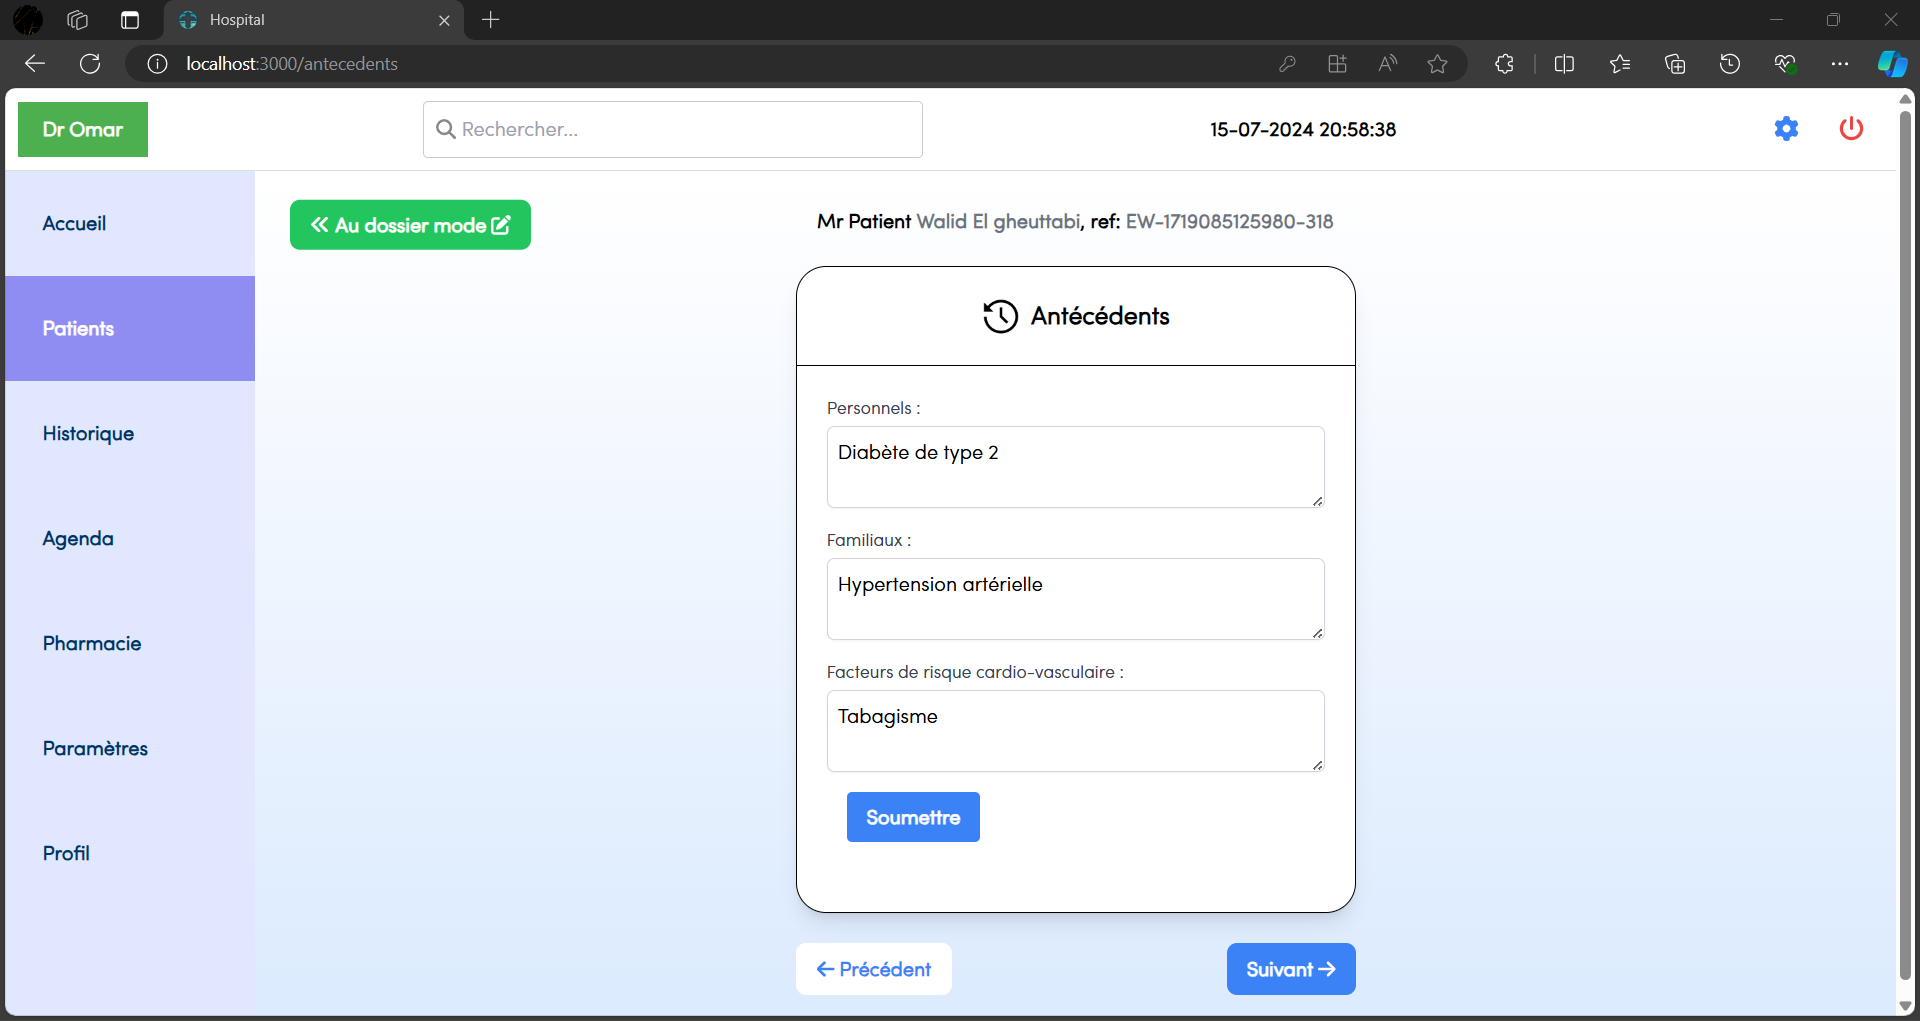 Hospital
localhost:3000/antecedents
Dr Omar
Rechercher...
15-07-2024 20:58:38
Accueil
Patients
Historique
Agenda
Pharmacie
Paramètres
Profil
Au dossier mode
Mr Patient Walid El gheuttabi, ref: EW-1719085125980-318
Antécédents
Personnels :
Diabète de type 2
Familiaux :
Hypertension artérielle
Facteurs de risque cardio-vasculaire :
Tabagisme
Soumettre
Précédent
Suivant